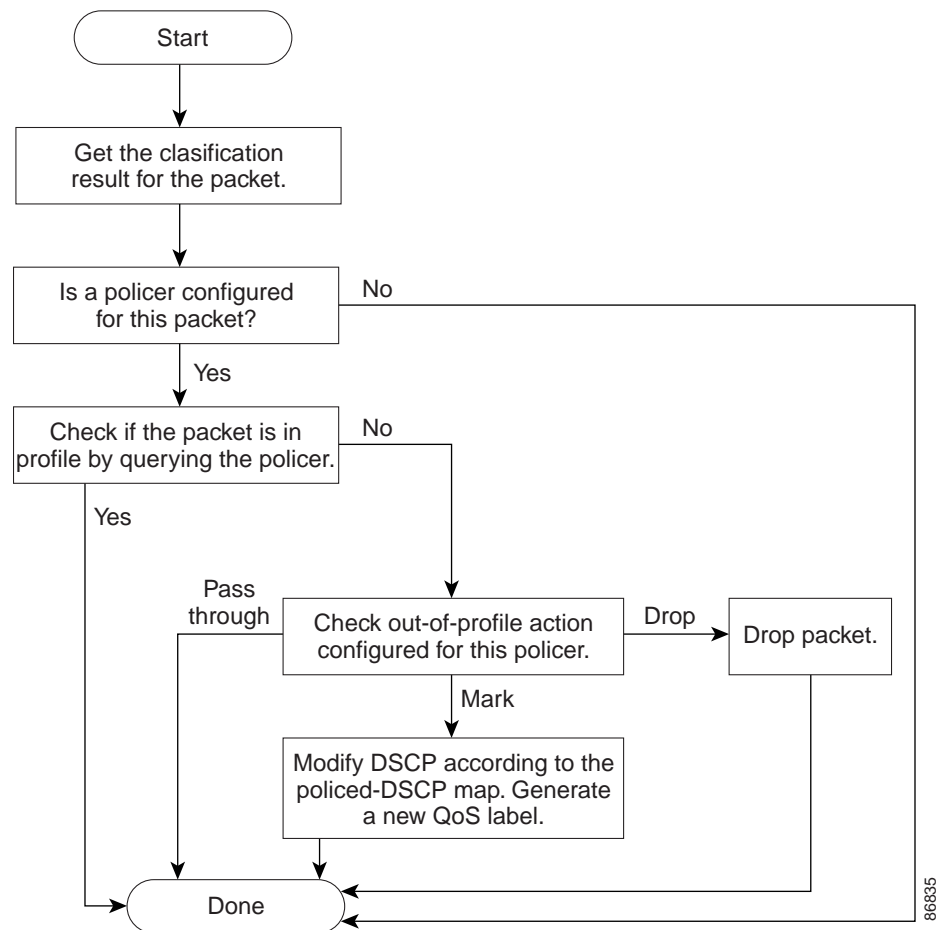 Start
Get the clasification
result for the packet.
Is a policer configured
for this packet?
No
Yes
Check if the packet is in
profile by querying the policer.
No
Yes
Pass
through
Check out-of-profile action
configured for this policer.
Drop
Drop packet.
Mark
Modify DSCP according to the
policed-DSCP map. Generate
a new QoS label.
Done
86835